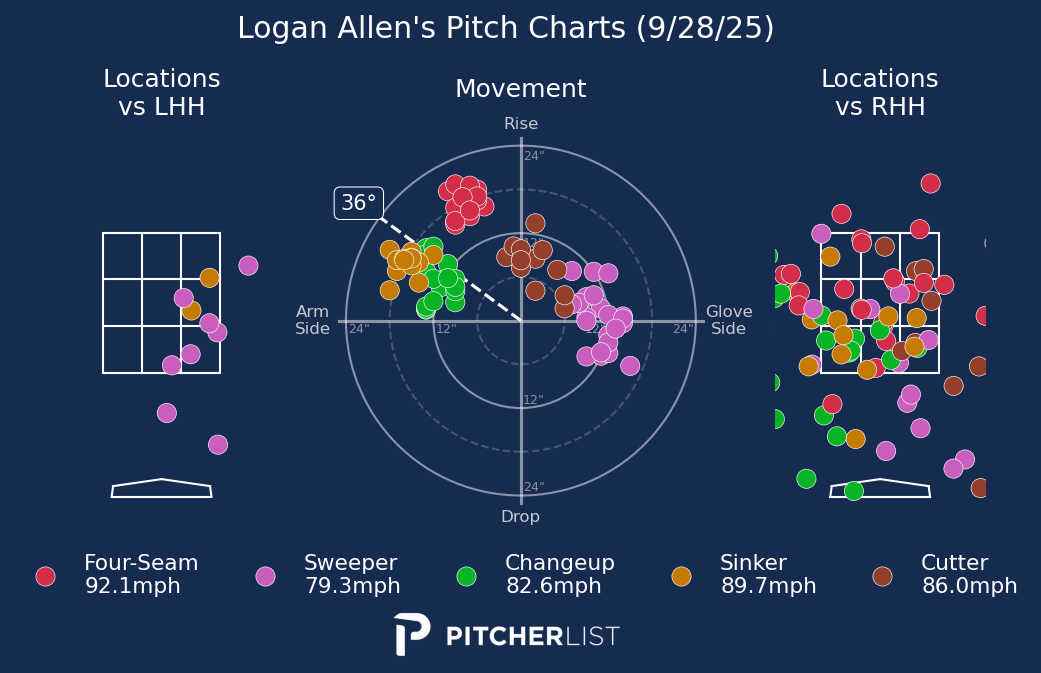 Logan Allen's Pitch Charts (9/28/25)
Locations
vs LHH
Movement
Locations
vs RHH
Rise
24"
36°
12"
Arm
Side
24"
12"
12"
24"
Glove
Side
12"
24"
Drop
Four-Seam
92.1mph
Sweeper
79.3mph
Changeup
82.6mph
Sinker
89.7mph
Cutter
86.0mph
PITCHERLIST